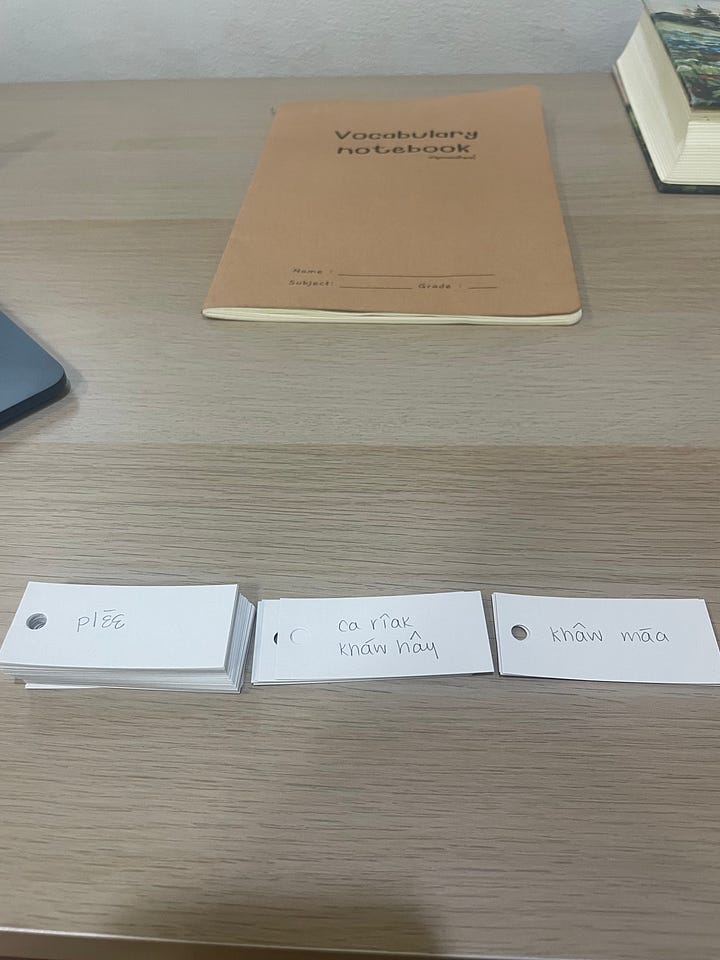 Vocabulary
notebook
Name :
Subject: Grade :
plɛ̄ɛ
ca rîak
kháw hây
khâw māa